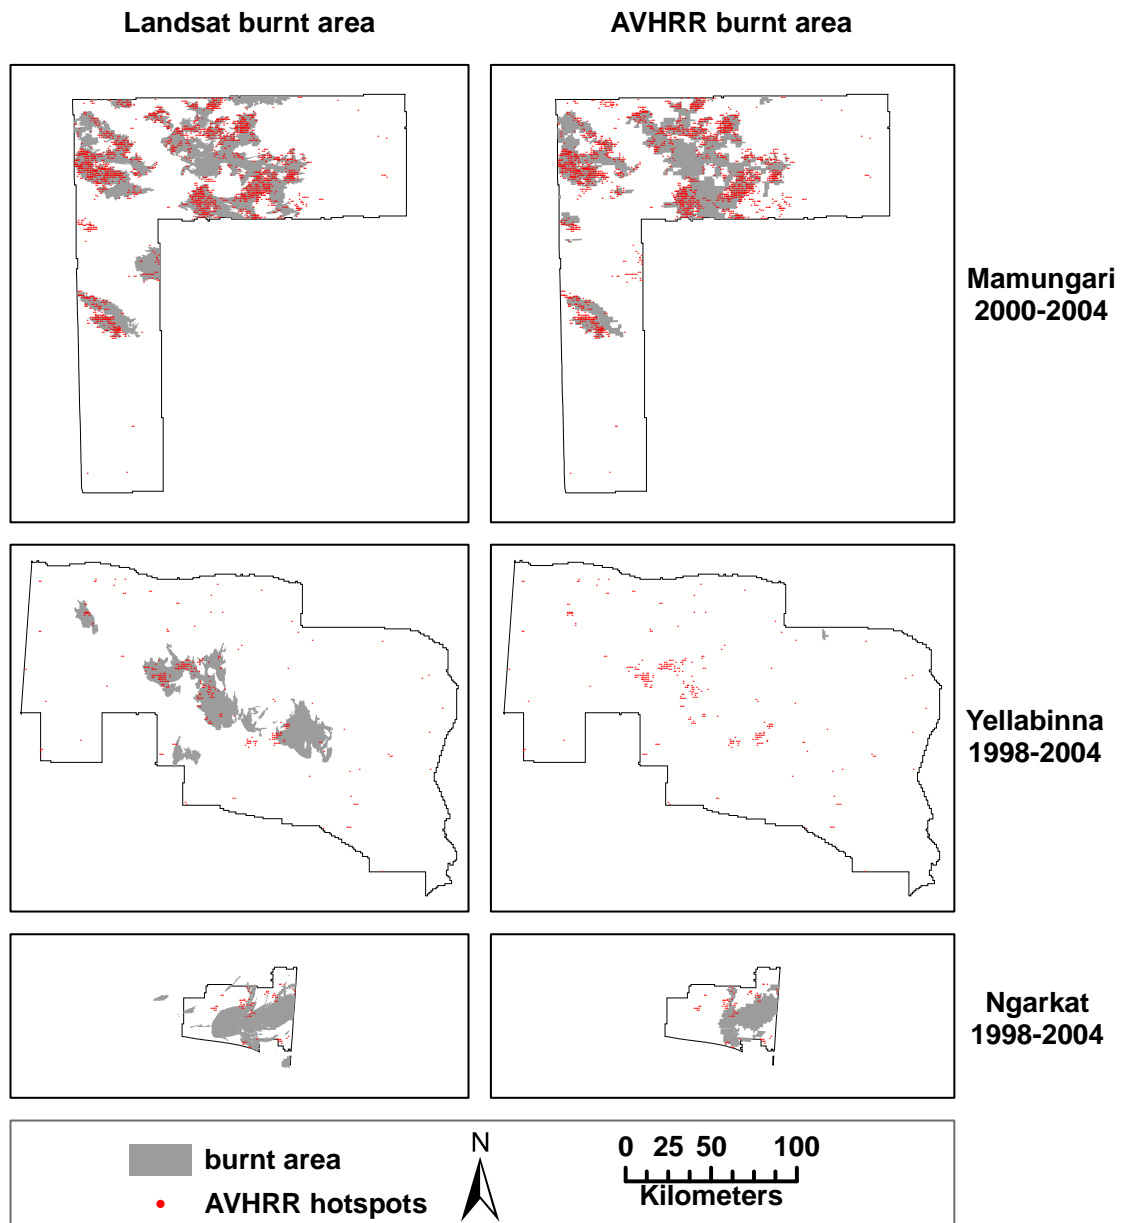 Landsat burnt area
AVHRR burnt area
Mamungari
2000-2004
Yellabinna
1998-2004
Ngarkat
1998-2004
burnt area
AVHRR hotspots
N
0 25 50 100
Kilometers